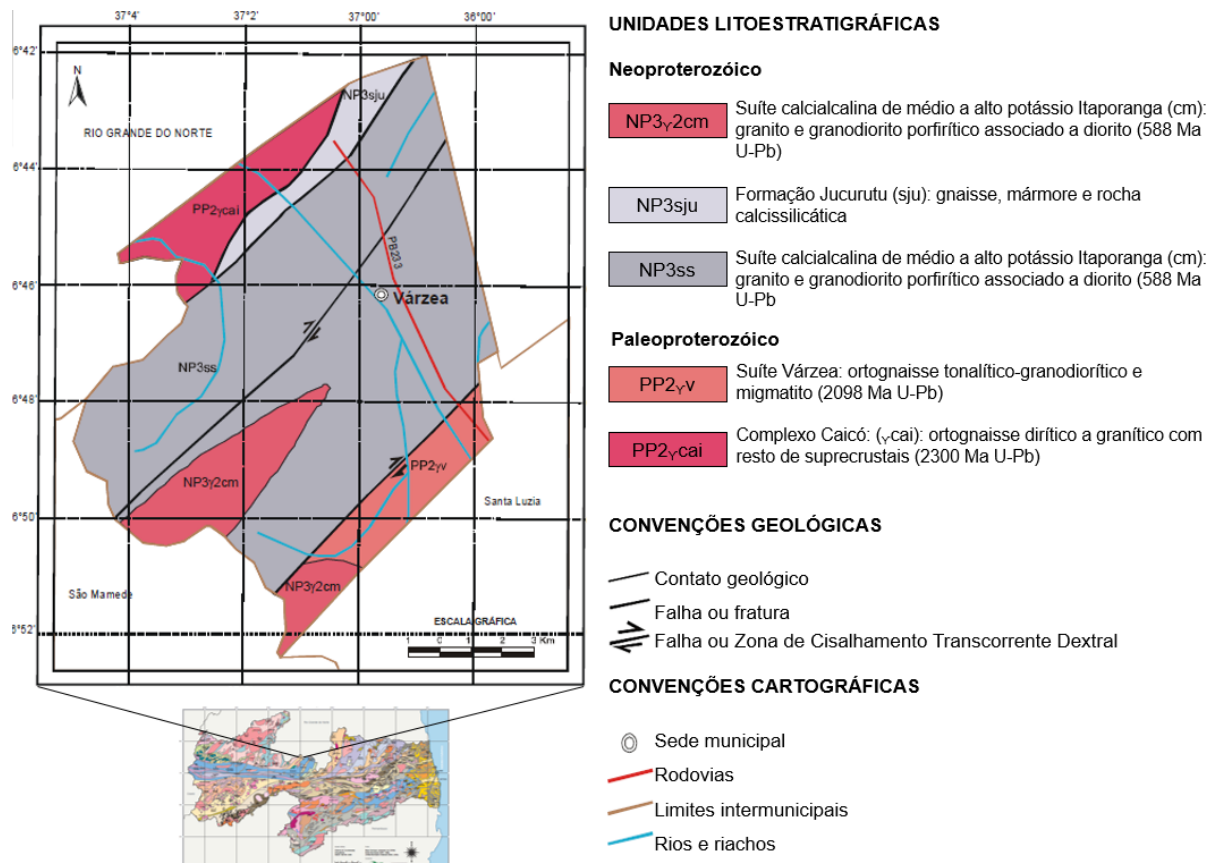 37°4'
37°2'
37°00'
36°00'
6°42'
N
NP3sju
RIO GRANDE DO NORTE
6°44'
PP2γcai
PB233
6°46'
Várzea
NP3ss
6°48'
NP3γ2cm
PP2γv
6°50'
Santa Luzia
NP3γ2cm
São Mamede
6°52'
ESCALA GRÁFICA
1 0 1 2 3 Km
UNIDADES LITOESTRATIGRÁFICAS
Neoproterozóico
NP3γ2cm
Suíte calcialcalina de médio a alto potássio Itaporanga (cm):
granito e granodiorito porfirítico associado a diorito (588 Ma
U-Pb)
NP3sju
Formação Jucurutu (sju): gnaisse, mármore e rocha
calcissilicática
NP3ss
Suíte calcialcalina de médio a alto potássio Itaporanga (cm):
granito e granodiorito porfirítico associado a diorito (588 Ma
U-Pb
Paleoproterozóico
PP2γv
Suíte Várzea: ortognaisse tonalítico-granodiorítico e
migmatito (2098 Ma U-Pb)
PP2γcai
Complexo Caicó: (γcai): ortognaisse dirítico a granítico com
resto de suprecrustais (2300 Ma U-Pb)
CONVENÇÕES GEOLÓGICAS
Contato geológico
Falha ou fratura
Falha ou Zona de Cisalhamento Transcorrente Dextral
CONVENÇÕES CARTOGRÁFICAS
Sede municipal
Rodovias
Limites intermunicipais
Rios e riachos